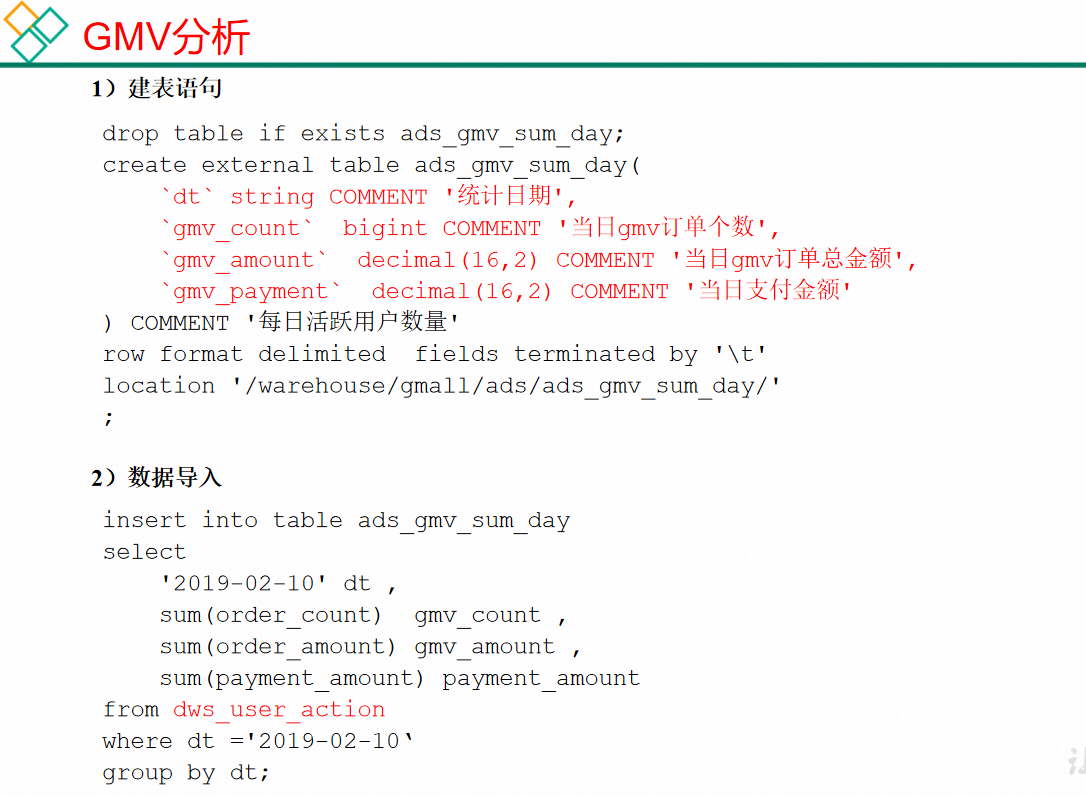 GMV分析
1）建表语句
drop table if exists ads_gmv_sum_day;
create external table ads_gmv_sum_day(
`dt` string COMMENT '统计日期',
`gmv_count`  bigint COMMENT '当日gmv订单个数',
`gmv_amount`  decimal(16,2) COMMENT '当日gmv订单总金额',
`gmv_payment`  decimal(16,2) COMMENT '当日支付金额'
) COMMENT '每日活跃用户数量'
row format delimited  fields terminated by '\t'
location '/warehouse/gmall/ads/ads_gmv_sum_day/'
;
2）数据导入
insert into table ads_gmv_sum_day
select
'2019-02-10' dt ,
sum(order_count)  gmv_count ,
sum(order_amount) gmv_amount ,
sum(payment_amount) payment_amount
from dws_user_action
where dt ='2019-02-10‘
group by dt;